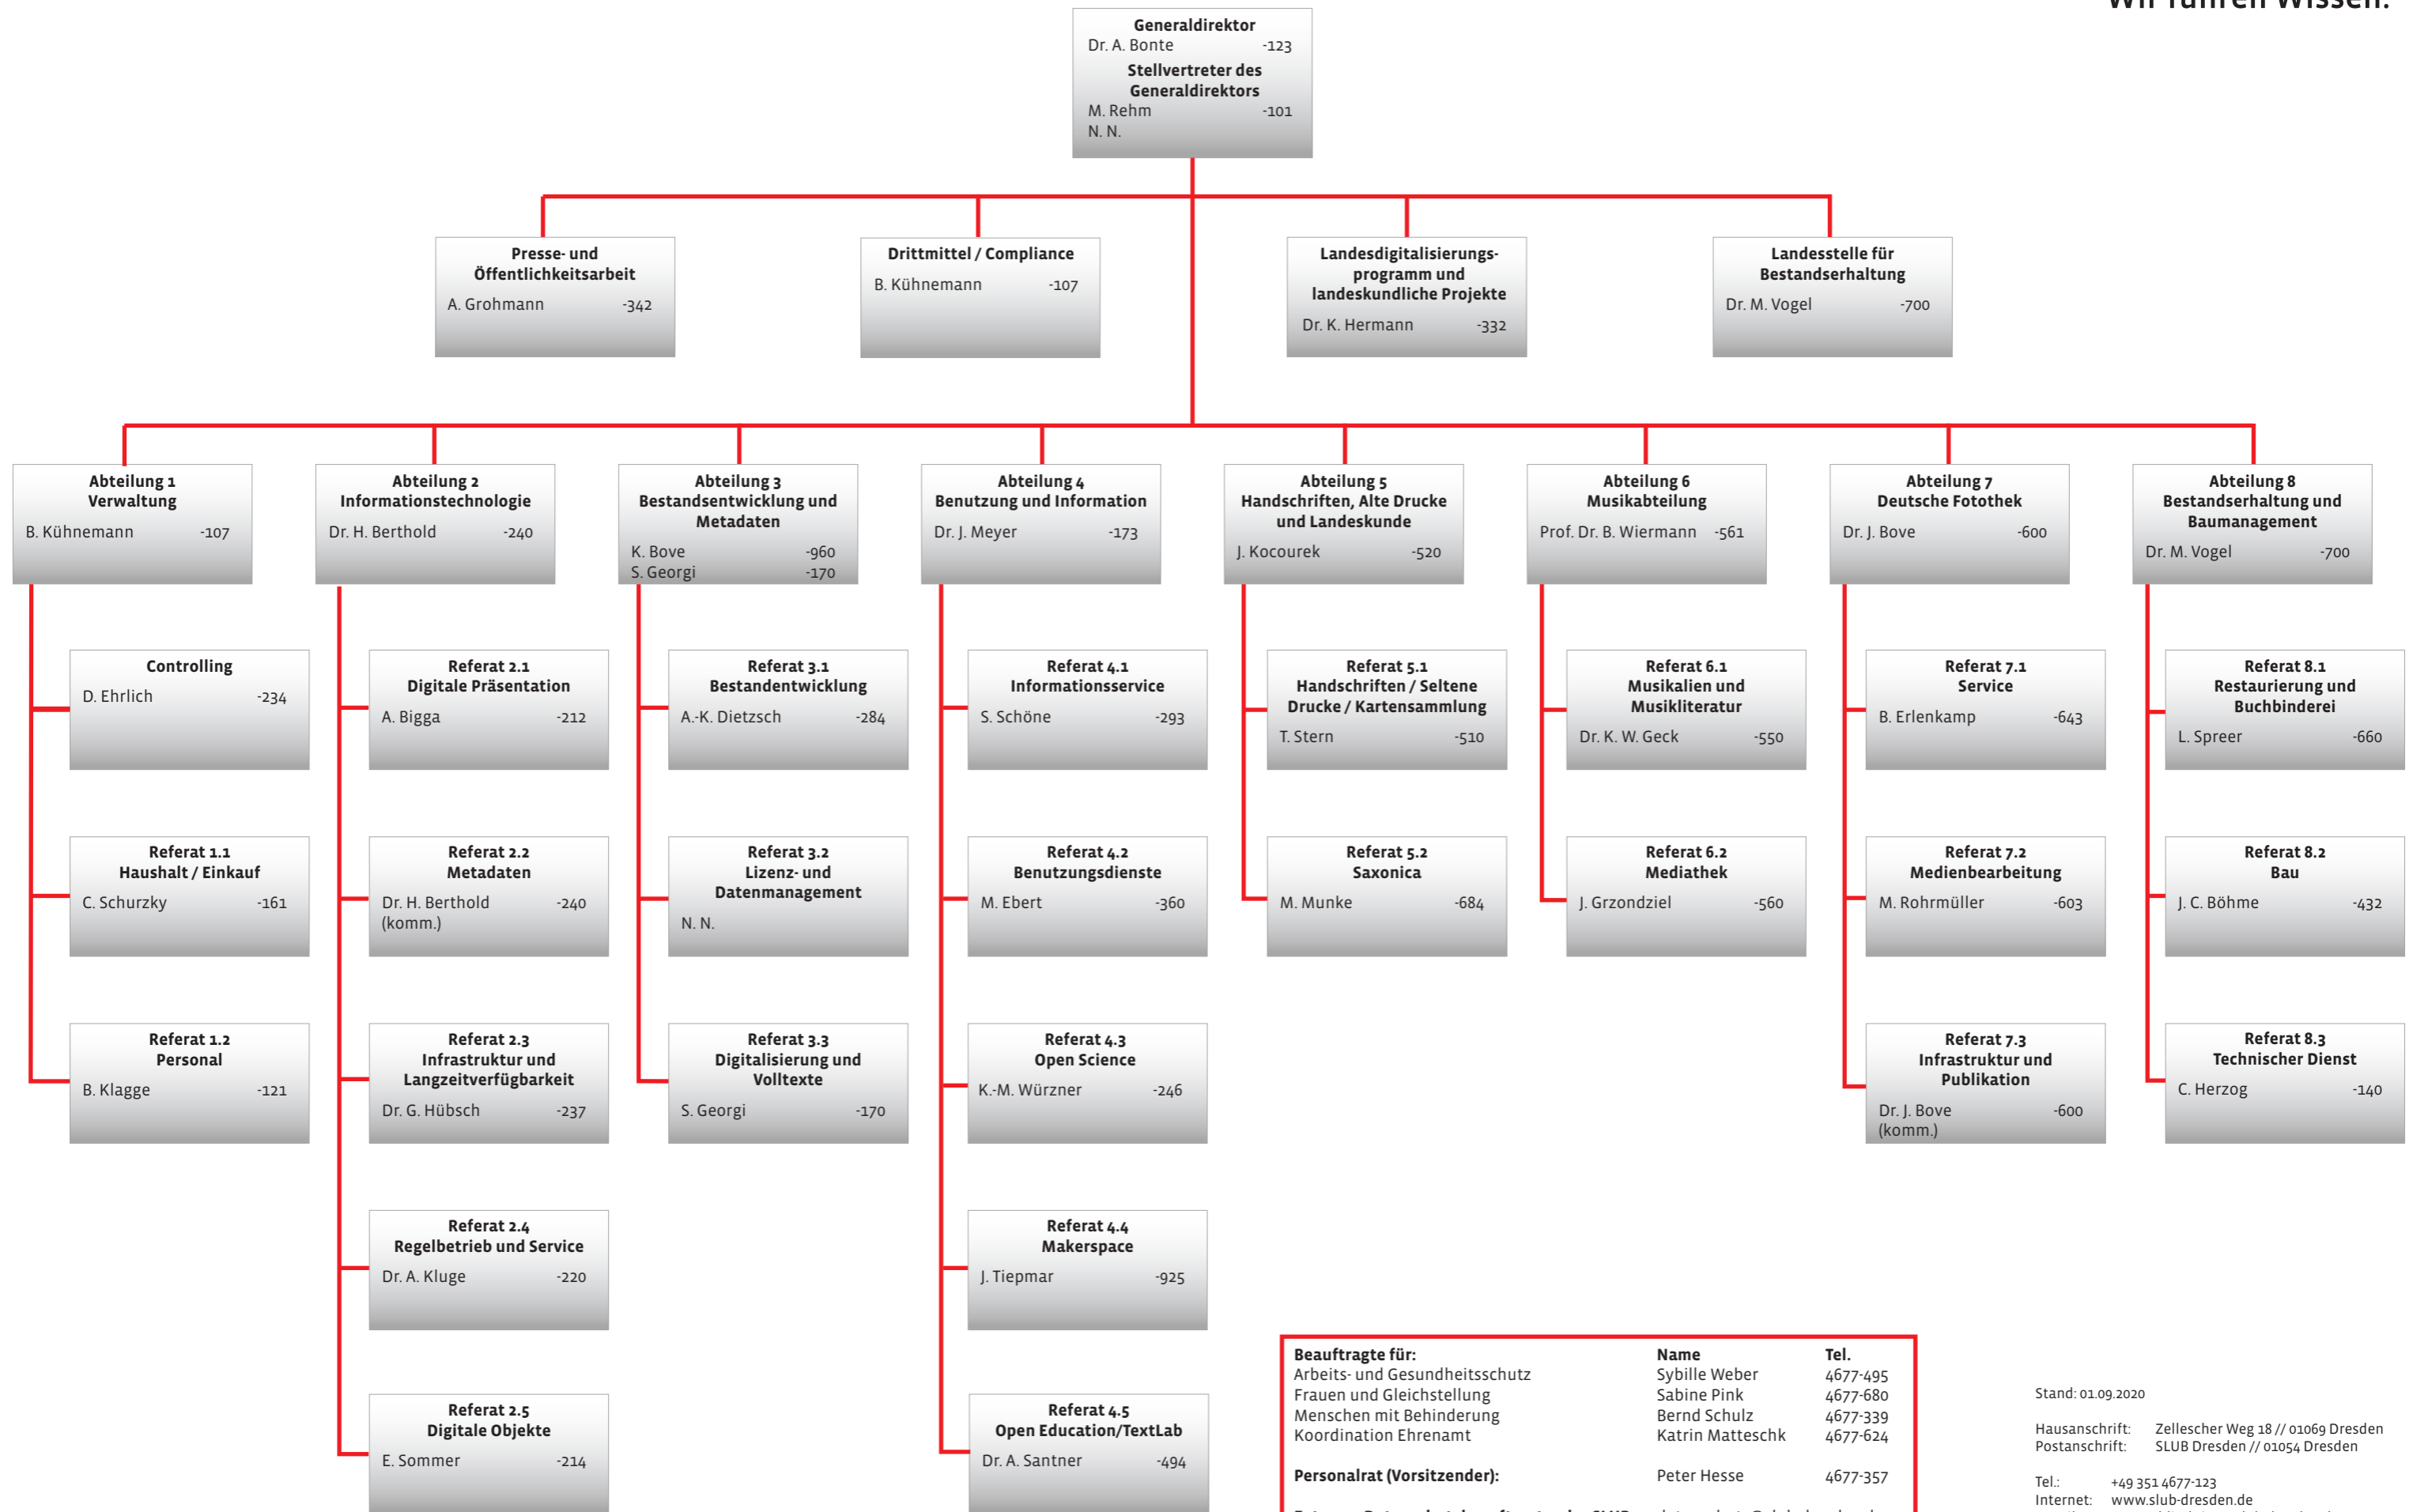 Wir führen Wissen.
Generaldirektor
Dr. A. Bonte -123
Stellvertreter des
Generaldirektors
M. Rehm -101
N. N.
Presse- und
Öffentlichkeitsarbeit
A. Grohmann -342
Drittmittel / Compliance
B. Kühnemann -107
Landesdigitalisierungs-
programm und
landeskundliche Projekte
Dr. K. Hermann -332
Landesstelle für
Bestandserhaltung
Dr. M. Vogel -700
Abteilung 1
Verwaltung
B. Kühnemann -107
Abteilung 2
Informationstechnologie
Dr. H. Berthold -240
Abteilung 3
Bestandsentwicklung und
Metadaten
K. Bove -960
S. Georgi -170
Abteilung 4
Benutzung und Information
Dr. J. Meyer -173
Abteilung 5
Handschriften, Alte Drucke
und Landeskunde
J. Kocourek -520
Abteilung 6
Musikabteilung
Prof. Dr. B. Wiermann -561
Abteilung 7
Deutsche Fotothek
Dr. J. Bove -600
Abteilung 8
Bestandserhaltung und
Baumanagement
Dr. M. Vogel -700
Controlling
D. Ehrlich -234
Referat 2.1
Digitale Präsentation
A. Bigga -212
Referat 3.1
Bestandentwicklung
A.-K. Dietzsch -284
Referat 4.1
Informationsservice
S. Schöne -293
Referat 5.1
Handschriften / Seltene
Drucke / Kartensammlung
T. Stern -510
Referat 6.1
Musikalien und
Musikliteratur
Dr. K. W. Geck -550
Referat 7.1
Service
B. Erlenkamp -643
Referat 8.1
Restaurierung und
Buchbinderei
L. Spreer -660
Referat 1.1
Haushalt / Einkauf
C. Schurzky -161
Referat 2.2
Metadaten
Dr. H. Berthold -240
(komm.)
Referat 3.2
Lizenz- und
Datenmanagement
N. N.
Referat 4.2
Benutzungsdienste
M. Ebert -360
Referat 5.2
Saxonica
M. Munke -684
Referat 6.2
Mediathek
J. Grzondziel -560
Referat 7.2
Medienbearbeitung
M. Rohrmüller -603
Referat 8.2
Bau
J. C. Böhme -432
Referat 1.2
Personal
B. Klagge -121
Referat 2.3
Infrastruktur und
Langzeitverfügbarkeit
Dr. G. Hübsch -237
Referat 3.3
Digitalisierung und
Volltexte
S. Georgi -170
Referat 4.3
Open Science
K.-M. Würzner -246
Referat 7.3
Infrastruktur und
Publikation
Dr. J. Bove -600
(komm.)
Referat 8.3
Technischer Dienst
C. Herzog -140
Referat 2.4
Regelbetrieb und Service
Dr. A. Kluge -220
Referat 4.4
Makerspace
J. Tiepmar -925
Referat 2.5
Digitale Objekte
E. Sommer -214
Referat 4.5
Open Education/TextLab
Dr. A. Santner -494
Beauftragte für: Name Tel.
Arbeits- und Gesundheitsschutz Sybille Weber 4677-495
Frauen und Gleichstellung Sabine Pink 4677-680
Menschen mit Behinderung Bernd Schulz 4677-339
Koordination Ehrenamt Katrin Matteschk 4677-624
Personalrat (Vorsitzender): Peter Hesse 4677-357
Stand: 01.09.2020
Hausanschrift: Zellescher Weg 18 // 01069 Dresden
Postanschrift: SLUB Dresden // 01054 Dresden
Tel.: +49 351 4677-123
Internet: www.slub-dresden.de